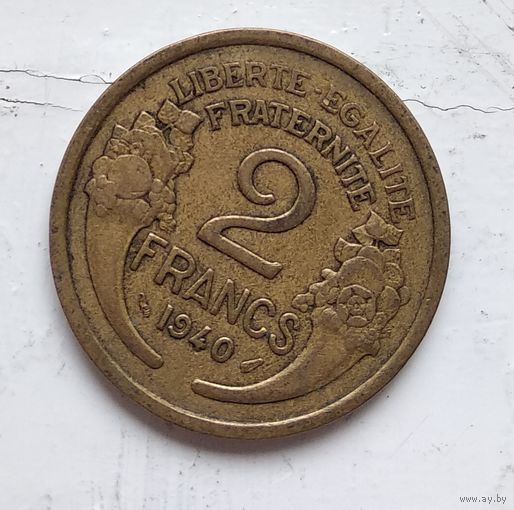 LIBERTE · EGALITE
FRATERNITE
2
FRANCS
1940
www.ay.by